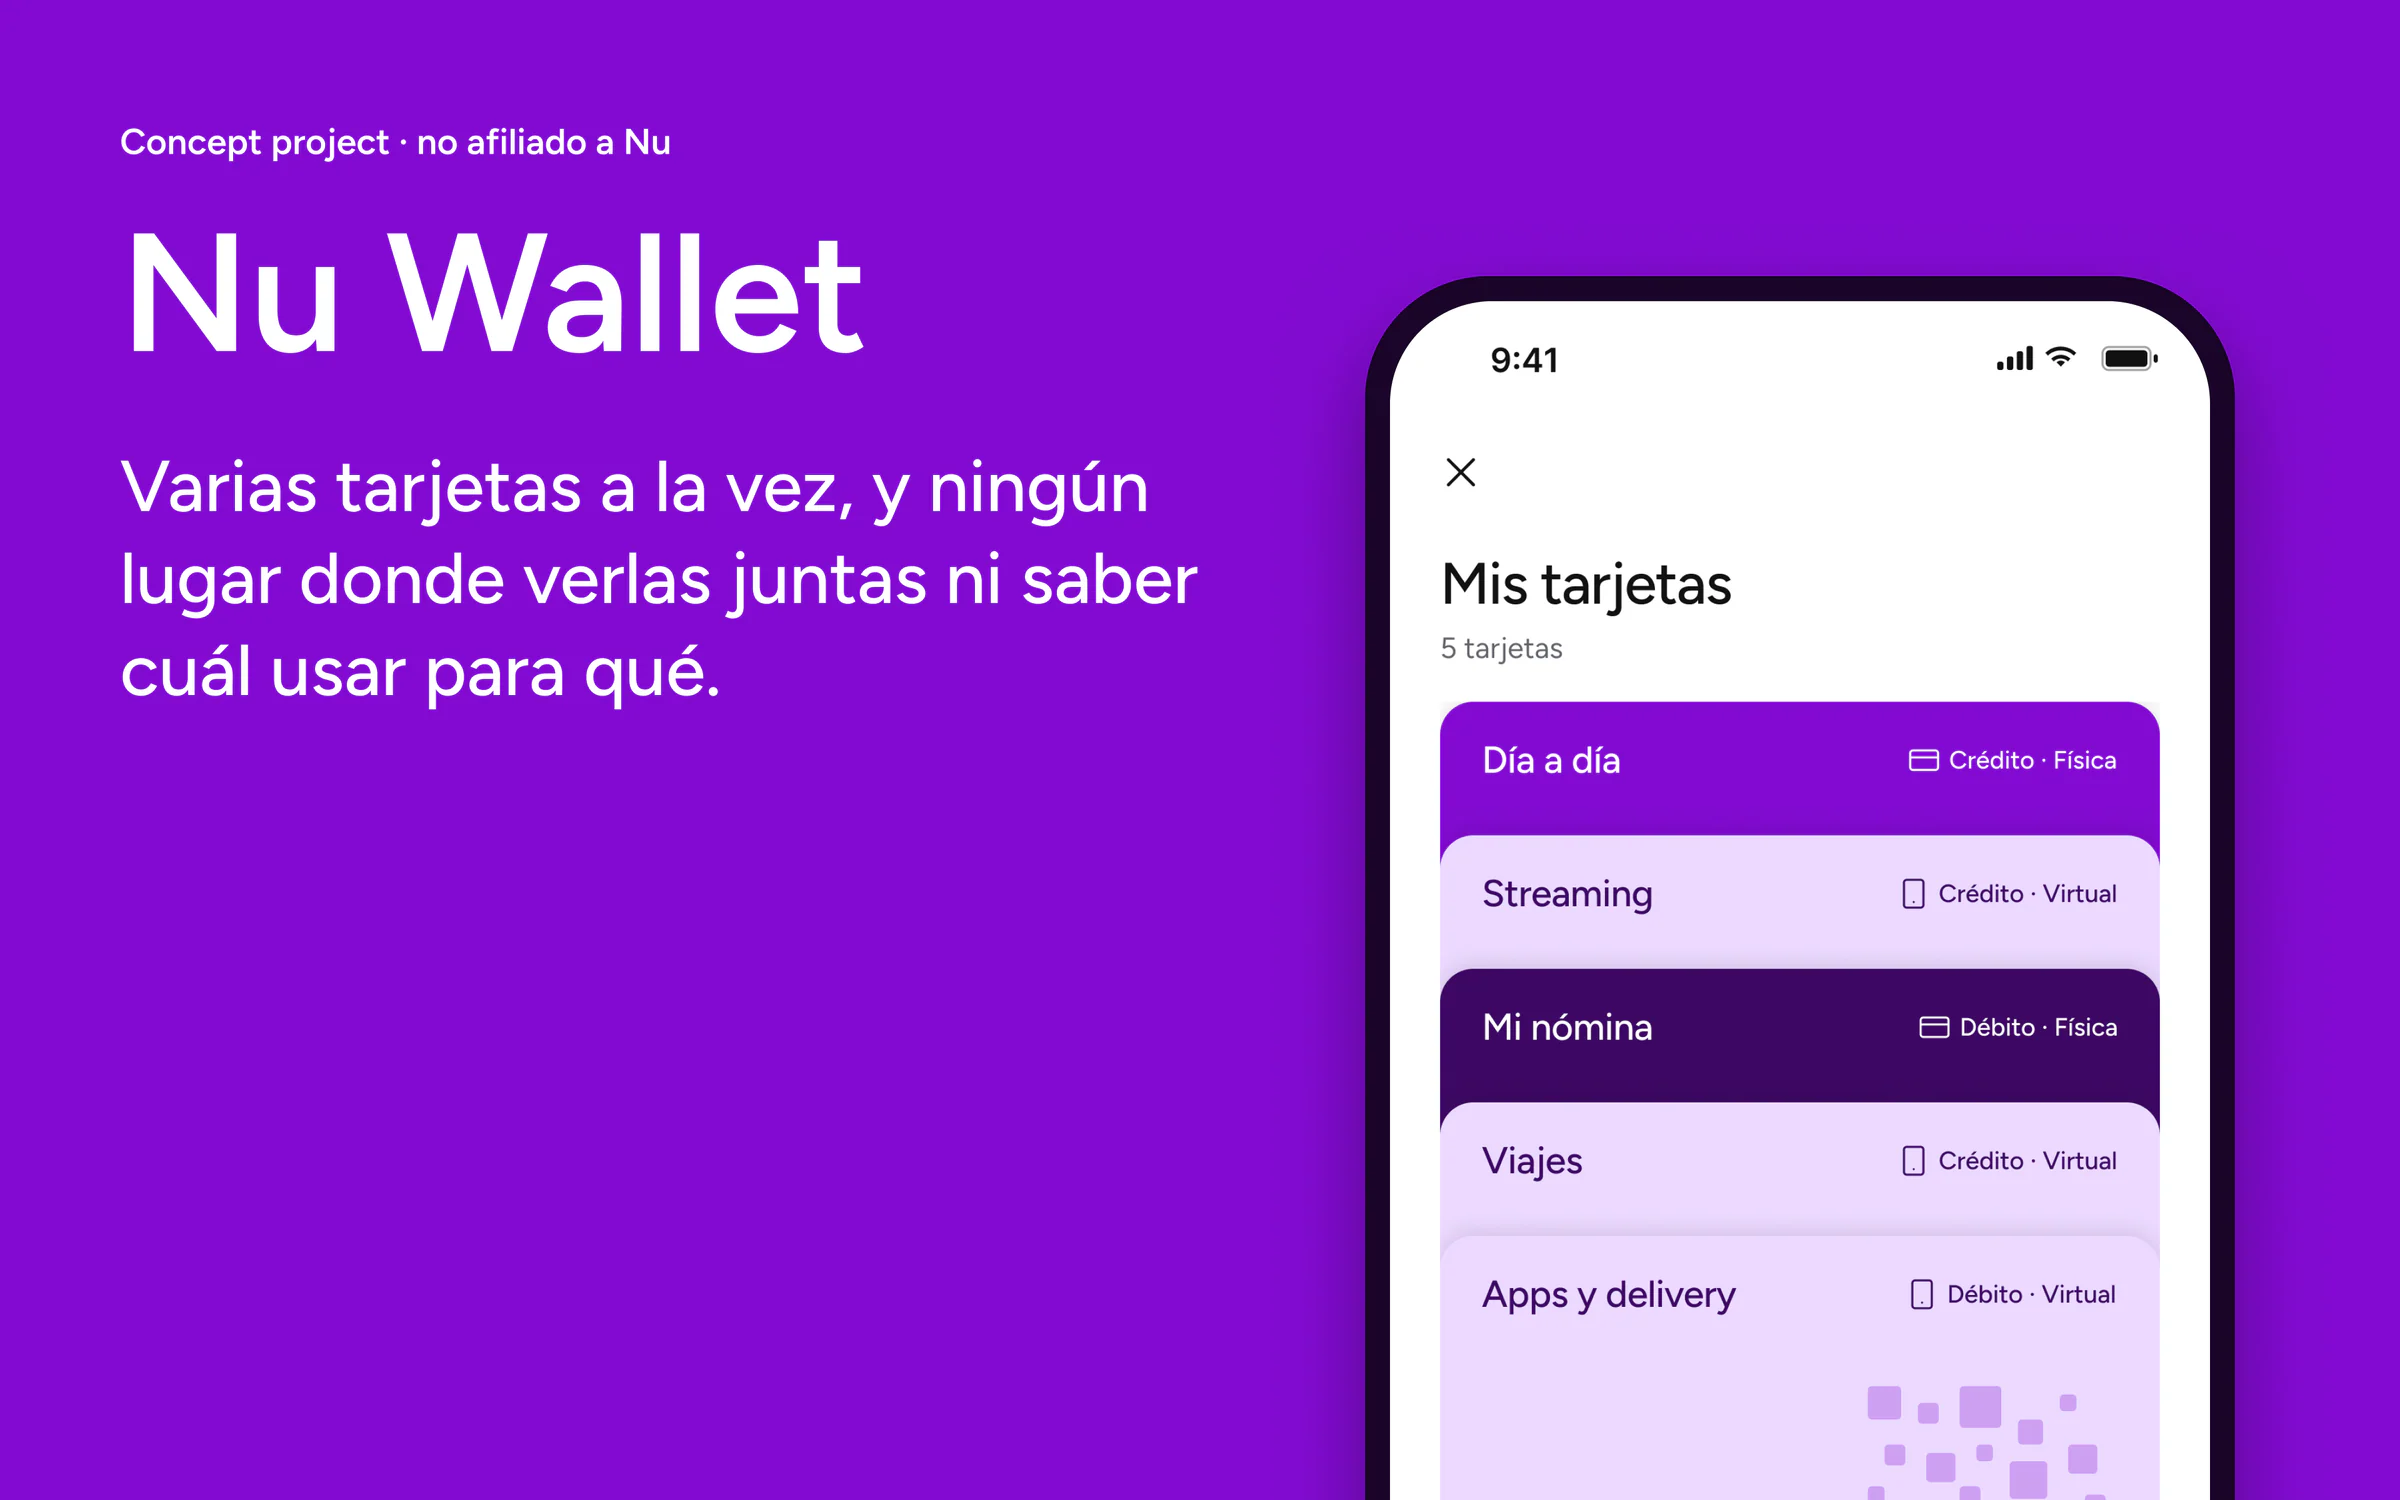 Concept project · no afiliado a Nu
Nu Wallet
Varias tarjetas a la vez, y ningún
lugar donde verlas juntas ni saber
cuál usar para qué.
9:41
Mis tarjetas
5 tarjetas
Día a día
Crédito · Física
Streaming
Crédito · Virtual
Mi nómina
Débito · Física
Viajes
Crédito · Virtual
Apps y delivery
Débito · Virtual